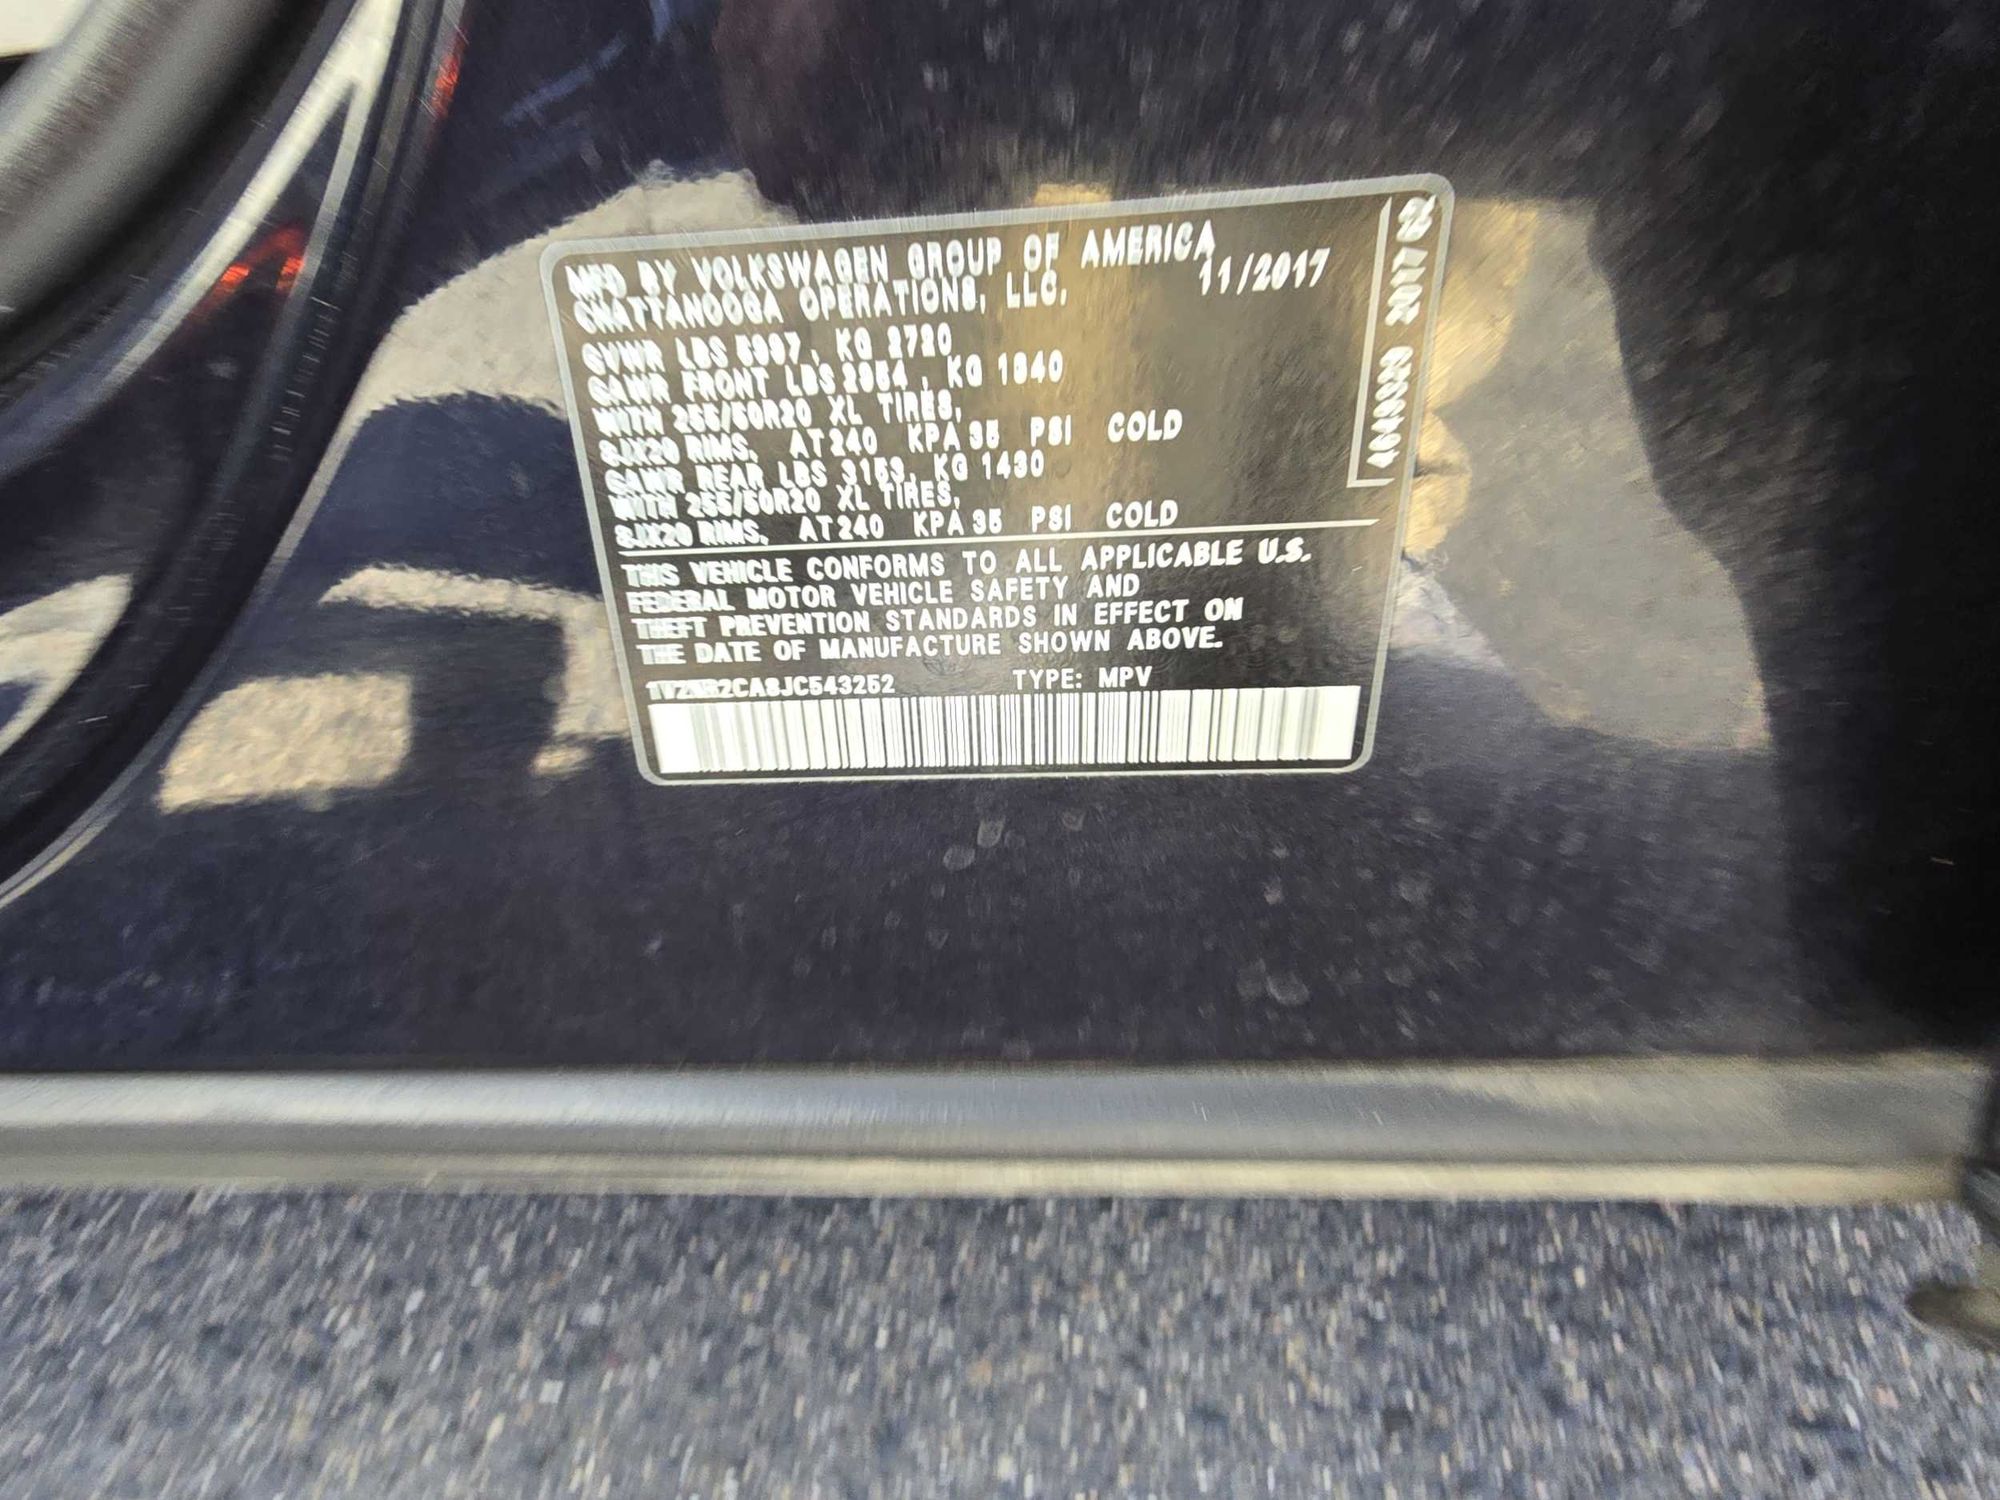 MFD BY VOLKSWAGEN GROUP OF AMERICA
CHATTANOOGA OPERATIONS, LLC. 11/2017
GVWR LBS 5997, KG 2720
GAWR FRONT LBS 2954, KG 1340
WITH 255/50R20 XL TIRES,
8JX20 RIMS, AT 240 KPA 35 PSI COLD
GAWR REAR LBS 3153, KG 1430
WITH 255/50R20 XL TIRES,
8JX20 RIMS, AT 240 KPA 35 PSI COLD
THIS VEHICLE CONFORMS TO ALL APPLICABLE U.S.
FEDERAL MOTOR VEHICLE SAFETY AND
THEFT PREVENTION STANDARDS IN EFFECT ON
THE DATE OF MANUFACTURE SHOWN ABOVE.
TYPE: MPV